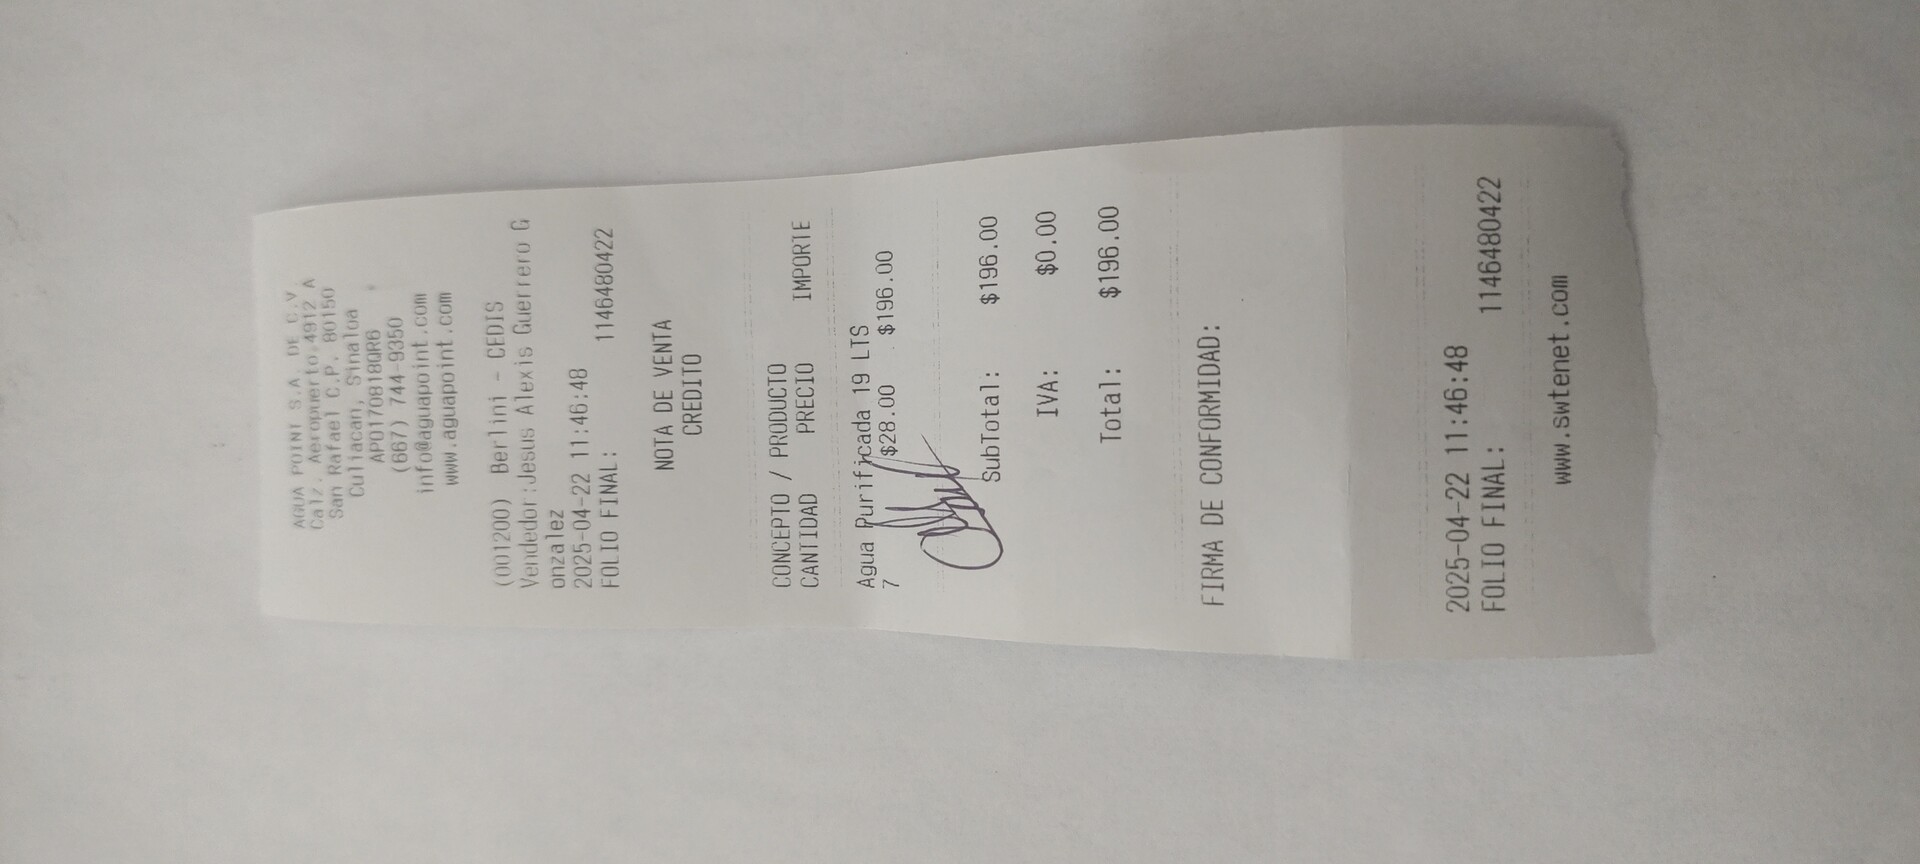 AGUA POINT S.A. DE C.V.
Calz. Aeropuerto 4912 A
San Rafael C.P. 80150
Culiacan, Sinaloa
APO170818QR6
(667) 744-9350
info@aguapoint.com
www.aguapoint.com
(001200) Berlini - CEDIS
Vendedor:Jesus Alexis Guerrero G
onzalez
2025-04-22 11:46:48
FOLIO FINAL: 1146480422
NOTA DE VENTA
CREDITO
CONCEPTO / PRODUCTO
CANTIDAD PRECIO IMPORTE
Agua Purificada 19 LTS
7 $28.00 $196.00
SubTotal: $196.00
IVA: $0.00
Total: $196.00
FIRMA DE CONFORMIDAD:
2025-04-22 11:46:48
FOLIO FINAL: 1146480422
www.swtenet.com